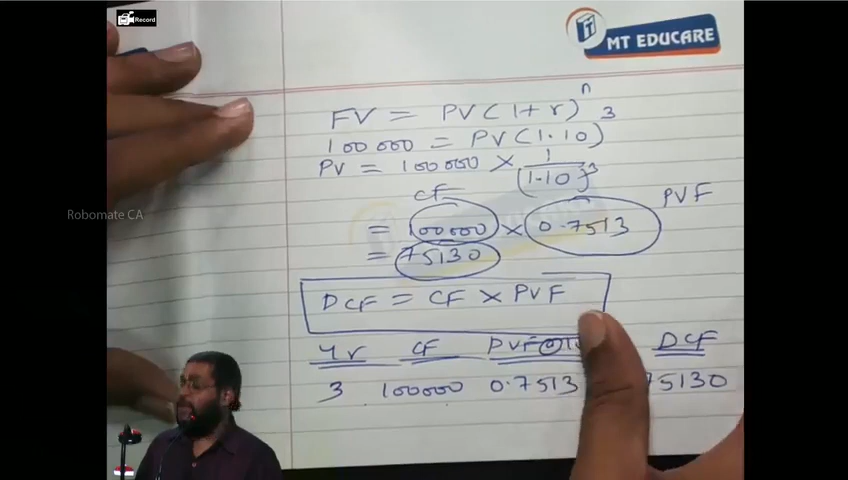 Record
MT EDUCARE
FV = PV(1+r)^n
100000 = PV(1.10)^3
PV = 100000 × 1/(1.10)^3
CF PVF
= 100000 × 0.7513
= 75130
Robomate CA
DCF = CF × PVF
Yr CF PVF@ DCF
3 100000 0.7513 75130